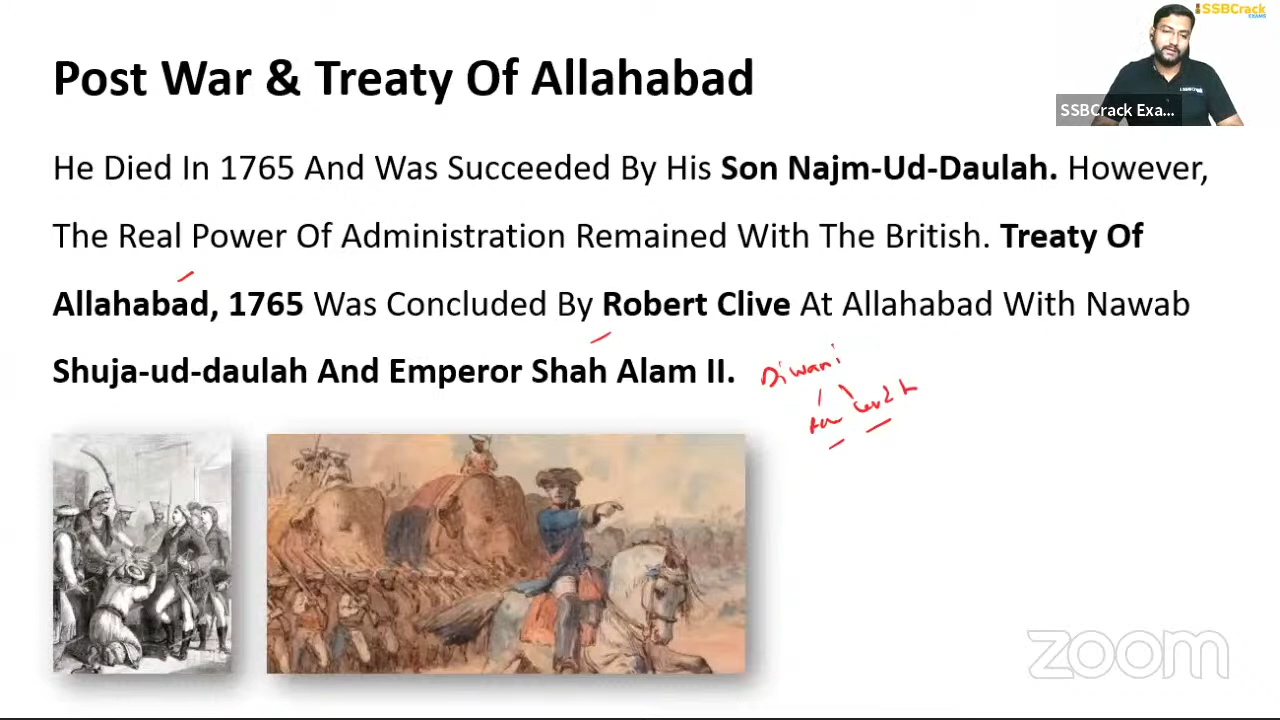 SSBCrack
EXAMS
SSBCrack Exa...
Post War & Treaty Of Allahabad
He Died In 1765 And Was Succeeded By His Son Najm-Ud-Daulah. However,
The Real Power Of Administration Remained With The British. Treaty Of
Allahabad, 1765 Was Concluded By Robert Clive At Allahabad With Nawab
Shuja-ud-daulah And Emperor Shah Alam II.
Diwani
zoom